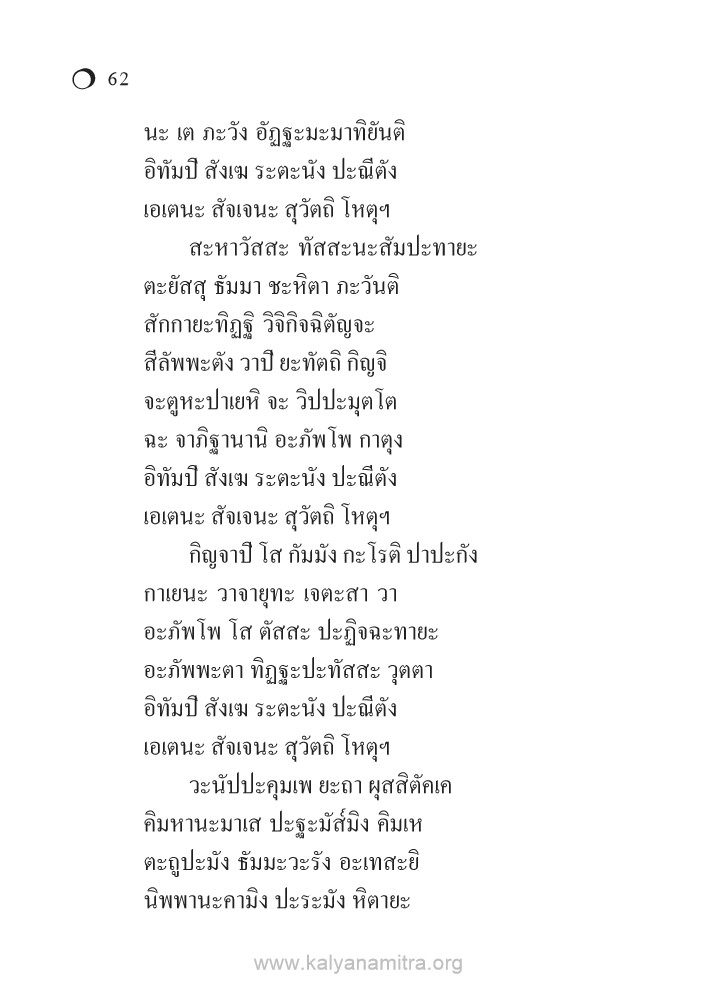 62
นะ เต ภะวัง อัฏฐะมะมาทิยันติ
อิทัมปิ สังเฆ ระตะนัง ปะณีตัง
เอเตนะ สัจเจนะ สุวัตถิ โหตุฯ
สะหาวัสสะ ทัสสะนะสัมปะทายะ
ตะยัสสุ ธัมมา ชะหิตา ภะวันติ
สักกายะทิฏฐิ วิจิกิจฉิตัญจะ
สีลัพพะตัง วาปิ ยะทัตถิ กิญจิ
จะตูหะปาเยหิ จะ วิปปะมุตโต
ฉะ จาภิฐานานิ อะภัพโพ กาตุง
อิทัมปิ สังเฆ ระตะนัง ปะณีตัง
เอเตนะ สัจเจนะ สุวัตถิ โหตุฯ
กิญจาปิ โส กัมมัง กะโรติ ปาปะกัง
กาเยนะ วาจายุทะ เจตะสา วา
อะภัพโพ โส ตัสสะ ปะฏิจฉะทายะ
อะภัพพะตา ทิฏฐะปะทัสสะ วุตตา
อิทัมปิ สังเฆ ระตะนัง ปะณีตัง
เอเตนะ สัจเจนะ สุวัตถิ โหตุฯ
วะนัปปะคุมเพ ยะถา ผุสสิตัคเค
คิมหานะมาเส ปะฐะมัส์มิง คิมเห
ตะถูปะมัง ธัมมะวะรัง อะเทสะยิ
นิพพานะคามิง ปะระมัง หิตายะ
www.kalyanamitra.org